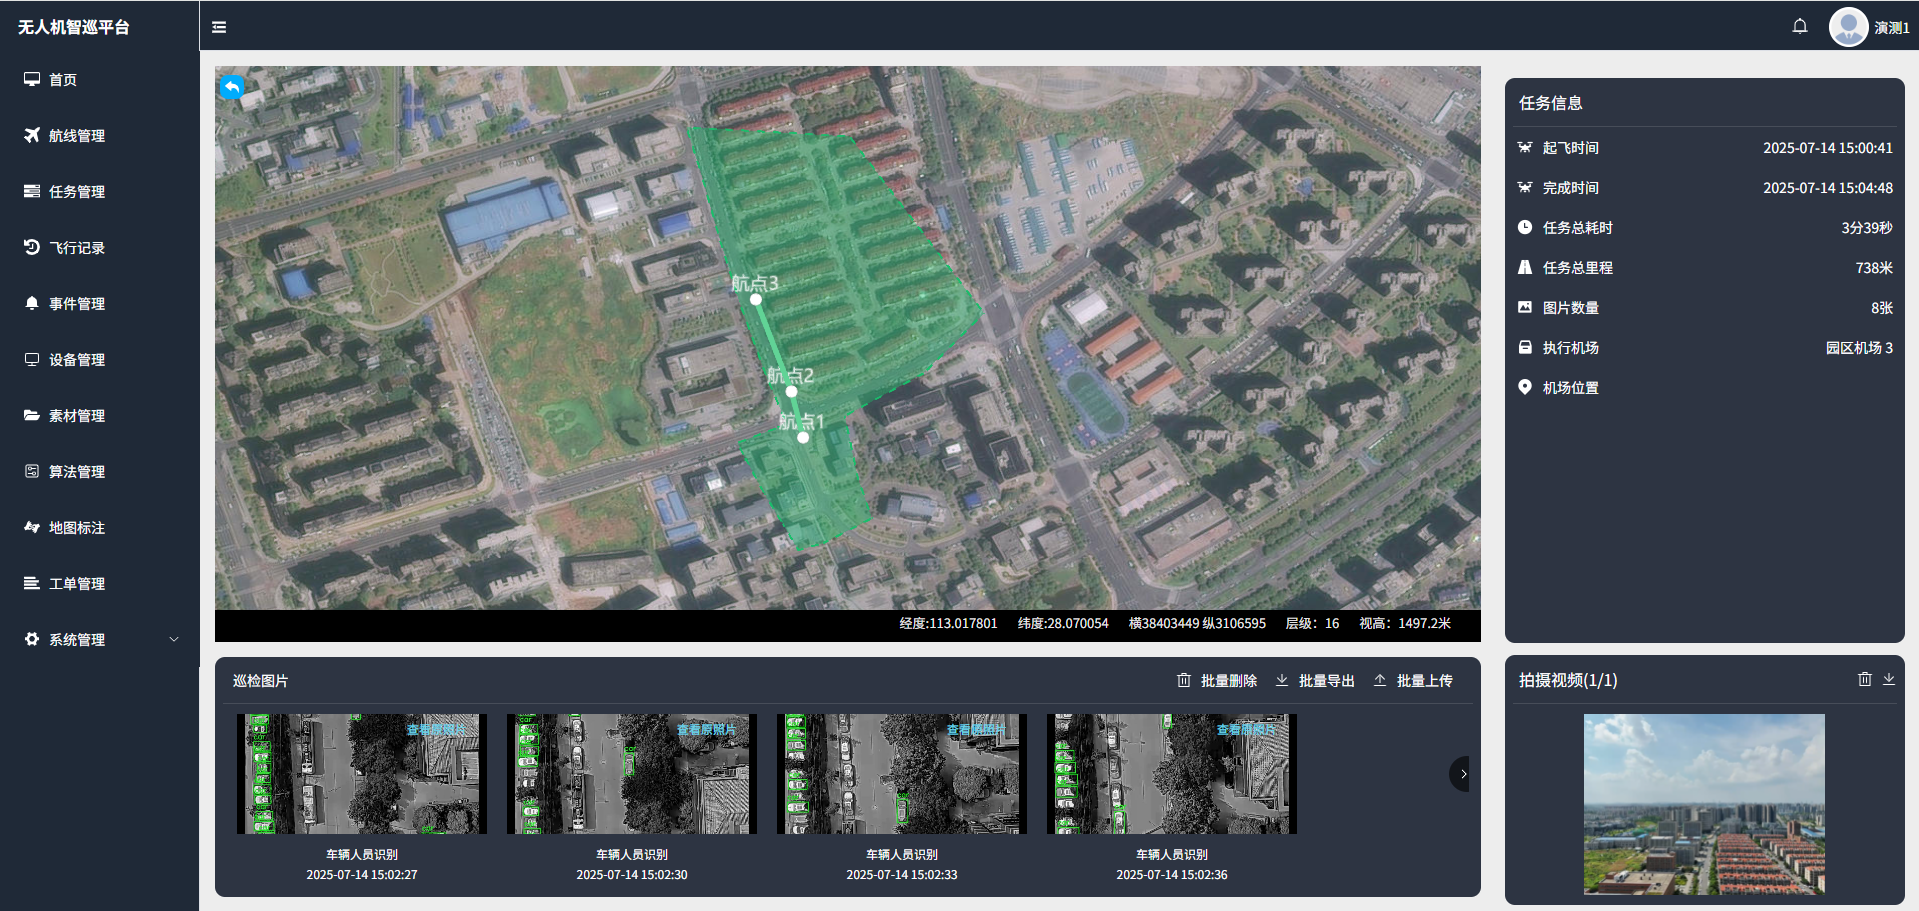 无人机智巡平台
演测1
首页
航线管理
任务管理
飞行记录
事件管理
设备管理
素材管理
算法管理
地图标注
工单管理
系统管理
航点3
航点2
航点1
经度:113.017801 纬度:28.070054 横38403449 纵3106595 层级：16 视高：1497.2米
任务信息
起飞时间 2025-07-14 15:00:41
完成时间 2025-07-14 15:04:48
任务总耗时 3分39秒
任务总里程 738米
图片数量 8张
执行机场 园区机场 3
机场位置
巡检图片 批量删除 批量导出 批量上传
查看原照片 查看原照片 查看原照片 查看原照片
car car car car
车辆人员识别 车辆人员识别 车辆人员识别 车辆人员识别
2025-07-14 15:02:27 2025-07-14 15:02:30 2025-07-14 15:02:33 2025-07-14 15:02:36
拍摄视频(1/1)